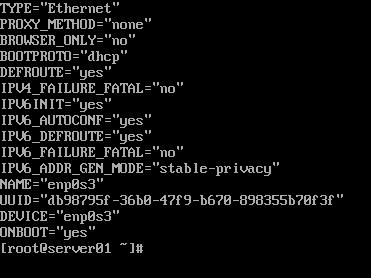 TYPE="Ethernet"
PROXY_METHOD="none"
BROWSER_ONLY="no"
BOOTPROTO="dhcp"
DEFROUTE="yes"
IPV4_FAILURE_FATAL="no"
IPV6INIT="yes"
IPV6_AUTOCONF="yes"
IPV6_DEFROUTE="yes"
IPV6_FAILURE_FATAL="no"
IPV6_ADDR_GEN_MODE="stable-privacy"
NAME="enp0s3"
UUID="db98795f-36b0-47f9-b670-898355b70f3f"
DEVICE="enp0s3"
ONBOOT="yes"
[root@server01 ~]#